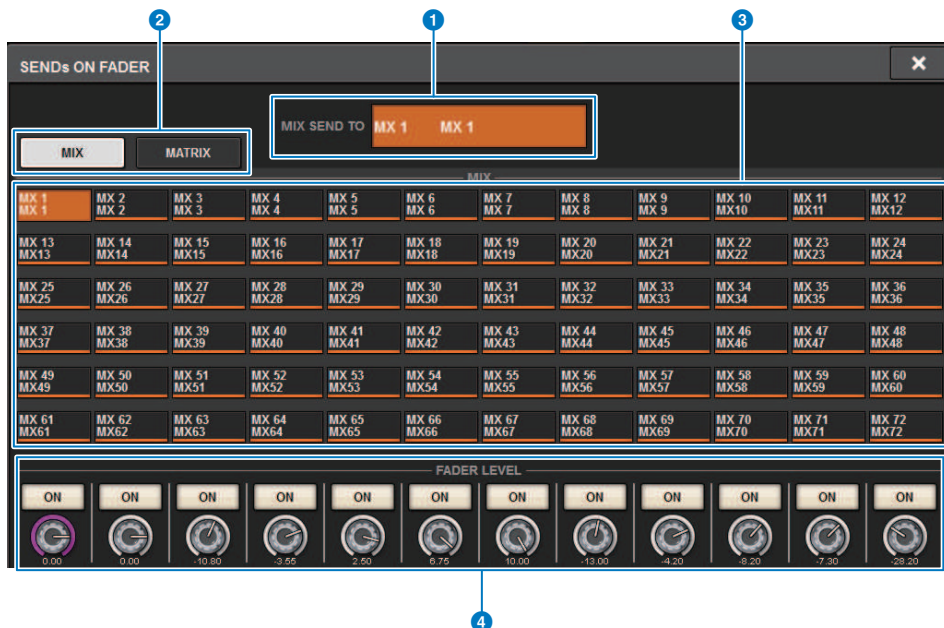 2
1
3
SENDs ON FADER
×
MIX SEND TO MX 1 MX 1
MIX MATRIX
MIX
MX 1 MX 2 MX 3 MX 4 MX 5 MX 6 MX 7 MX 8 MX 9 MX 10 MX 11 MX 12
MX 1 MX 2 MX 3 MX 4 MX 5 MX 6 MX 7 MX 8 MX 9 MX10 MX11 MX12
MX 13 MX 14 MX 15 MX 16 MX 17 MX 18 MX 19 MX 20 MX 21 MX 22 MX 23 MX 24
MX13 MX14 MX15 MX16 MX17 MX18 MX19 MX20 MX21 MX22 MX23 MX24
MX 25 MX 26 MX 27 MX 28 MX 29 MX 30 MX 31 MX 32 MX 33 MX 34 MX 35 MX 36
MX25 MX26 MX27 MX28 MX29 MX30 MX31 MX32 MX33 MX34 MX35 MX36
MX 37 MX 38 MX 39 MX 40 MX 41 MX 42 MX 43 MX 44 MX 45 MX 46 MX 47 MX 48
MX37 MX38 MX39 MX40 MX41 MX42 MX43 MX44 MX45 MX46 MX47 MX48
MX 49 MX 50 MX 51 MX 52 MX 53 MX 54 MX 55 MX 56 MX 57 MX 58 MX 59 MX 60
MX49 MX50 MX51 MX52 MX53 MX54 MX55 MX56 MX57 MX58 MX59 MX60
MX 61 MX 62 MX 63 MX 64 MX 65 MX 66 MX 67 MX 68 MX 69 MX 70 MX 71 MX 72
MX61 MX62 MX63 MX64 MX65 MX66 MX67 MX68 MX69 MX70 MX71 MX72
FADER LEVEL
ON ON ON ON ON ON ON ON ON ON ON ON
0.00 0.00 -10.80 -3.55 2.50 6.75 10.00 -13.00 -4.20 -8.20 -7.30 -28.20
4